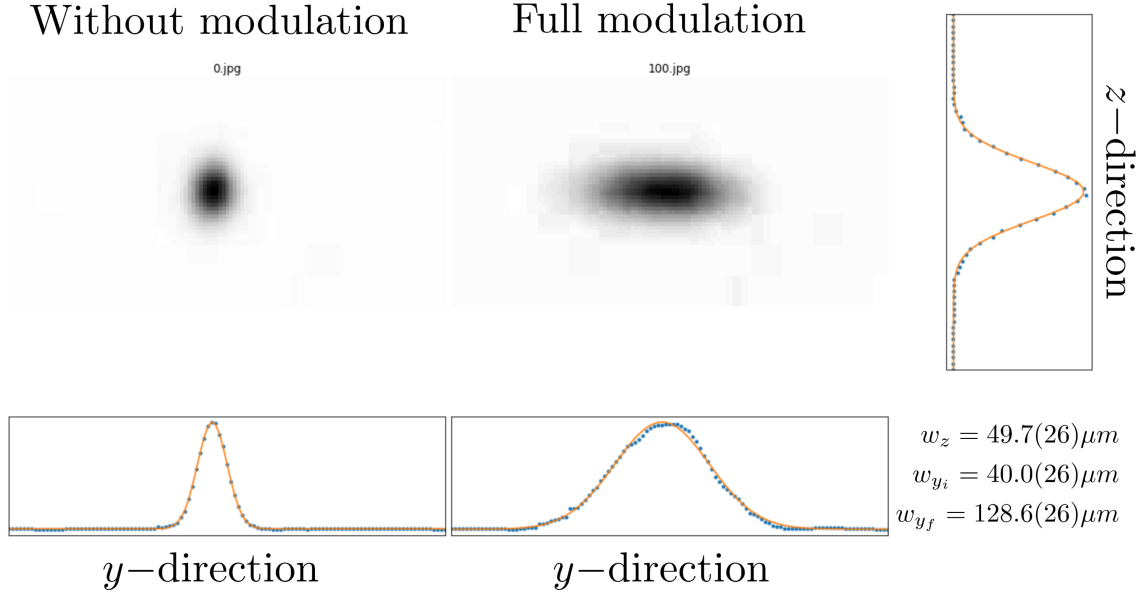 Without modulation
Full modulation
0.jpg
100.jpg
z−direction
w_z = 49.7(26)μm
w_{y_i} = 40.0(26)μm
w_{y_f} = 128.6(26)μm
y−direction
y−direction